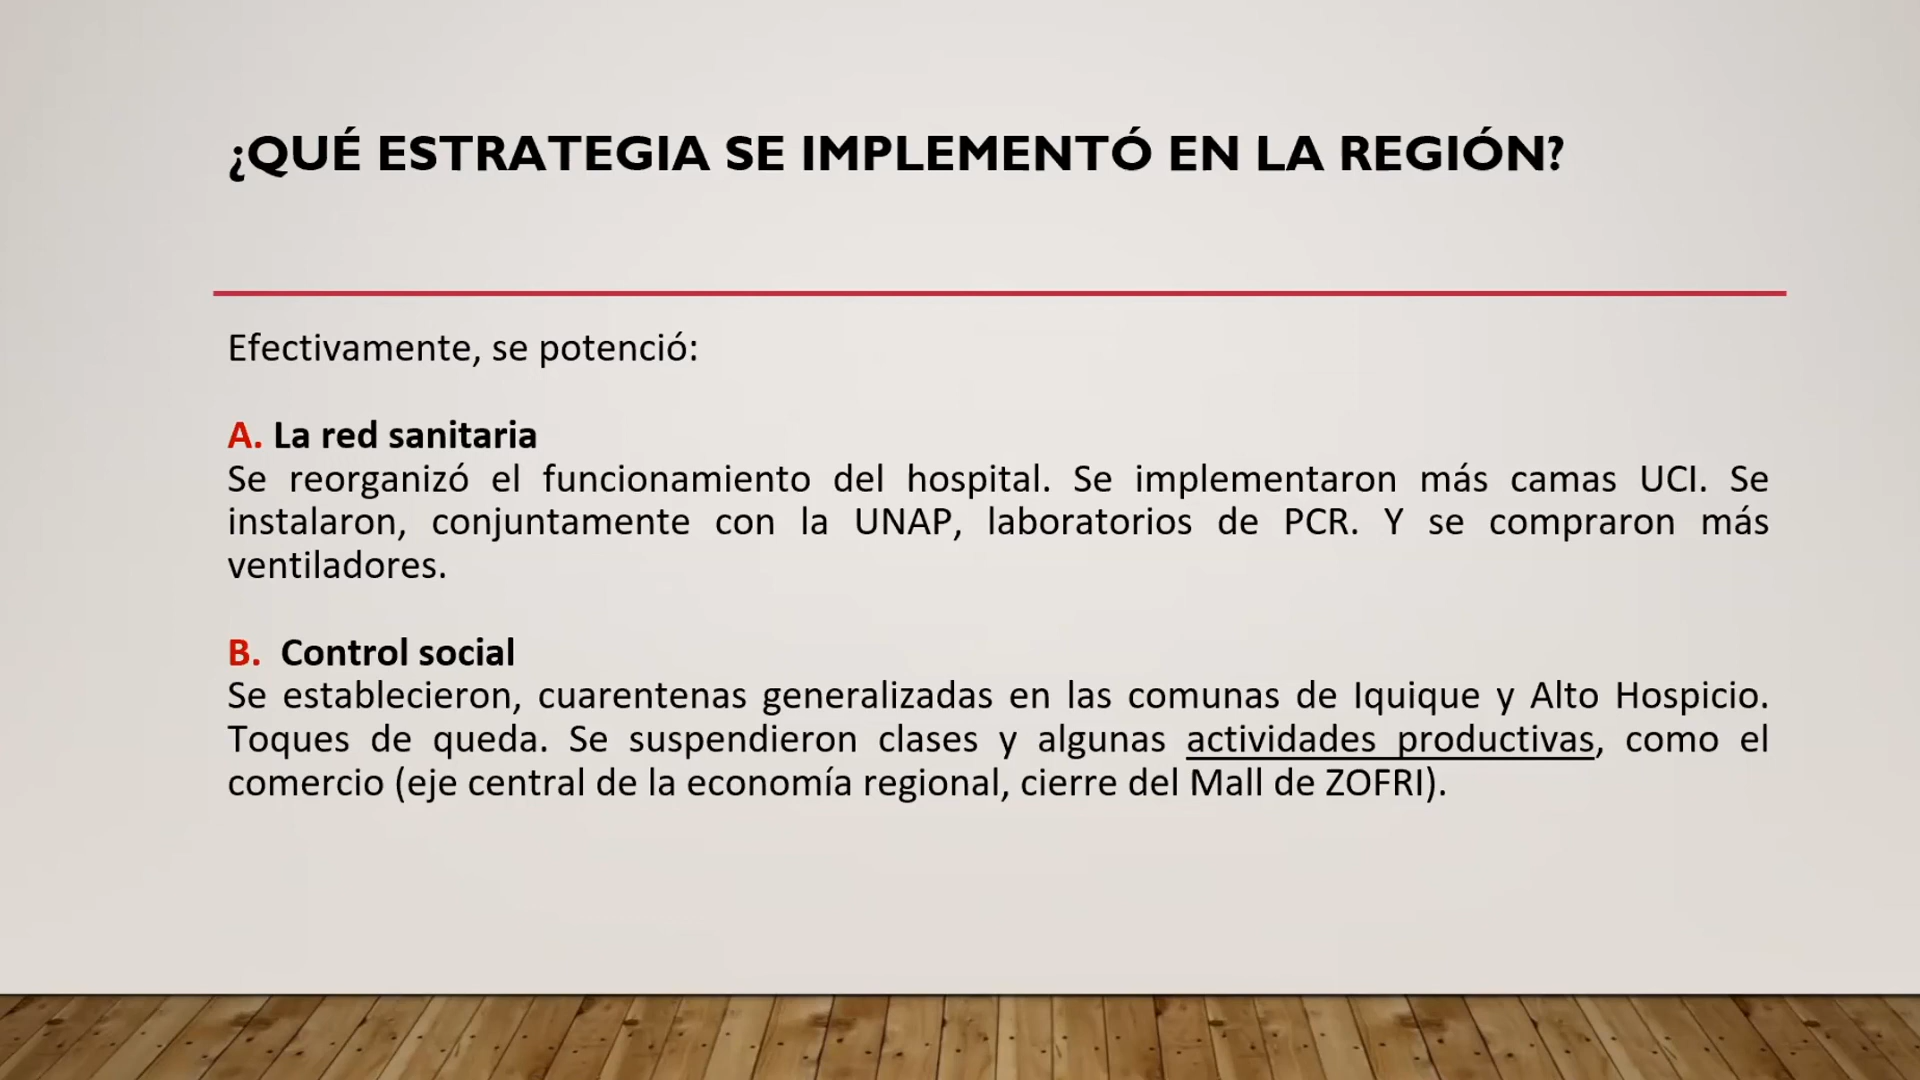 ¿QUÉ ESTRATEGIA SE IMPLEMENTÓ EN LA REGIÓN?
Efectivamente, se potenció:
A. La red sanitaria
Se reorganizó el funcionamiento del hospital. Se implementaron más camas UCI. Se
instalaron, conjuntamente con la UNAP, laboratorios de PCR. Y se compraron más
ventiladores.
B. Control social
Se establecieron, cuarentenas generalizadas en las comunas de Iquique y Alto Hospicio.
Toques de queda. Se suspendieron clases y algunas actividades productivas, como el
comercio (eje central de la economía regional, cierre del Mall de ZOFRI).